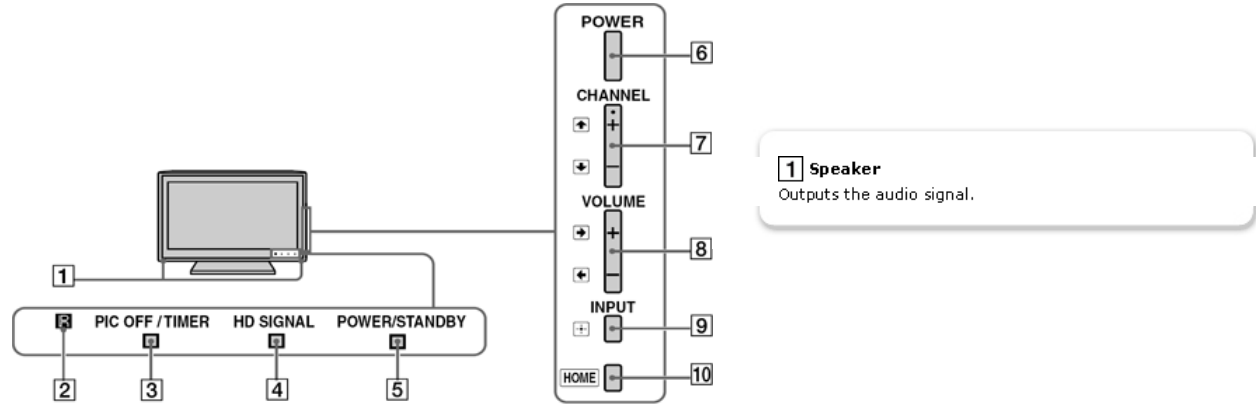 POWER
6
CHANNEL
+
7
−
VOLUME
+
8
−
INPUT
9
HOME
10
1
R PIC OFF / TIMER HD SIGNAL POWER/STANDBY
2 3 4 5
1 Speaker
Outputs the audio signal.